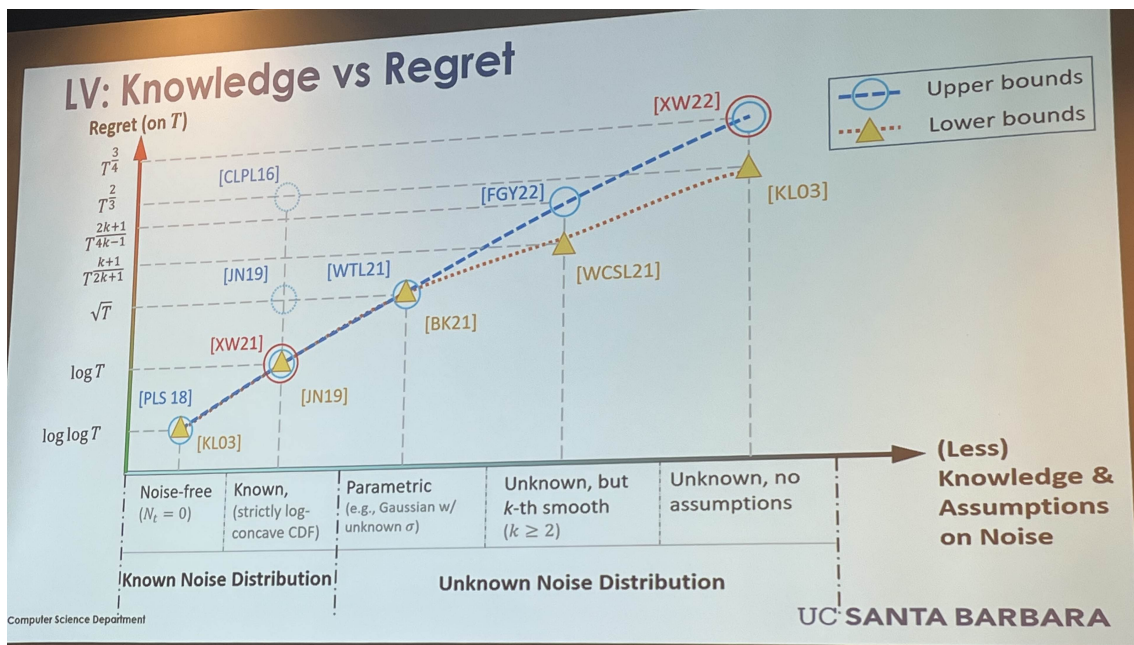 LV: Knowledge vs Regret
Regret (on T)
Upper bounds
Lower bounds
T^{3/4}
T^{2/3}
T^{(2k+1)/(4k-1)}
T^{(k+1)/(2k+1)}
√T
log T
log log T
[XW22]
[CLPL16]
[FGY22]
[KL03]
[JN19]
[WTL21]
[WCSL21]
[BK21]
[XW21]
[JN19]
[PLS 18]
[KL03]
(Less)
Knowledge &
Assumptions
on Noise
Noise-free
(N_t = 0)
Known,
(strictly log-
concave CDF)
Parametric
(e.g., Gaussian w/
unknown σ)
Unknown, but
k-th smooth
(k ≥ 2)
Unknown, no
assumptions
Known Noise Distribution
Unknown Noise Distribution
Computer Science Department
UC SANTA BARBARA